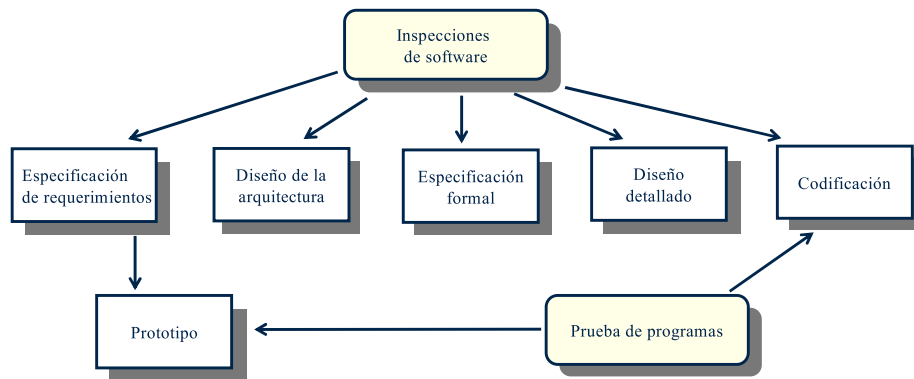 Inspecciones
de software
Especificación
de requerimientos
Diseño de la
arquitectura
Especificación
formal
Diseño
detallado
Codificación
Prototipo
Prueba de programas